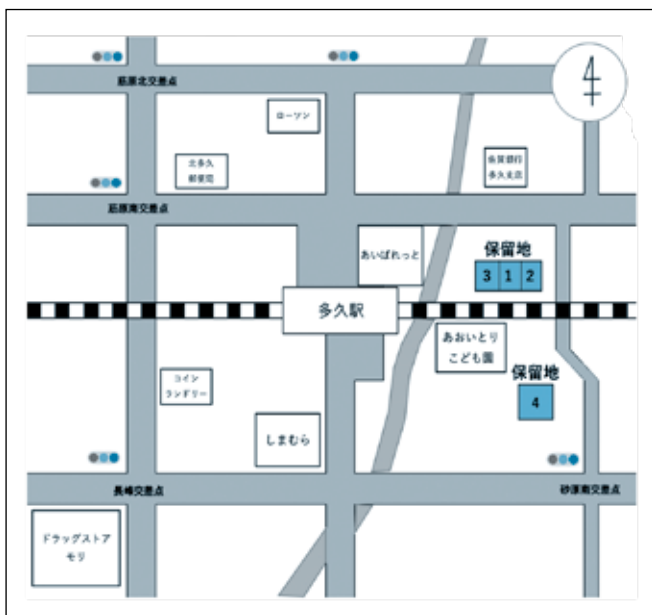 筋原北交差点
ローソン
北多久
郵便局
佐賀銀行
多久支店
筋原南交差点
あいぱれっと
保留地
3 1 2
多久駅
あおいとり
こども園
保留地
4
コイン
ランドリー
しまむら
長峰交差点
砂原南交差点
ドラッグストア
モリ